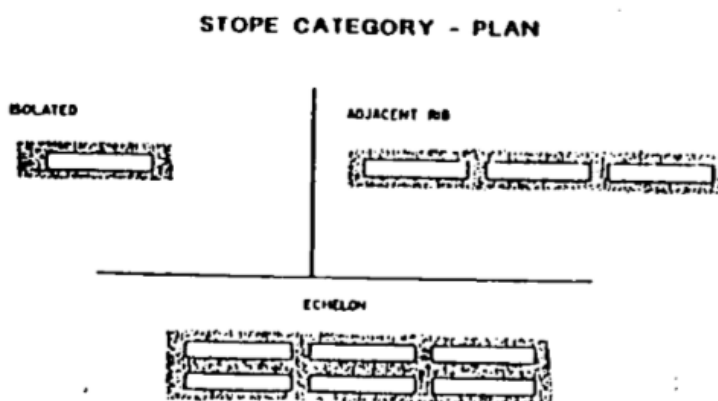 STOPE CATEGORY - PLAN
ISOLATED
ADJACENT RIB
ECHELON